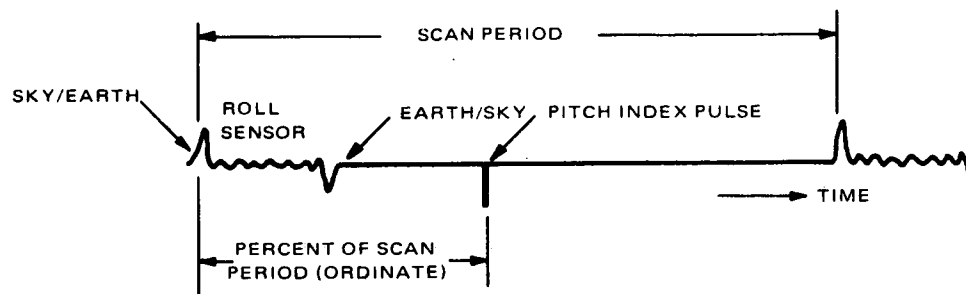 SCAN PERIOD
SKY/EARTH
ROLL
SENSOR
EARTH/SKY
PITCH INDEX PULSE
TIME
PERCENT OF SCAN
PERIOD (ORDINATE)